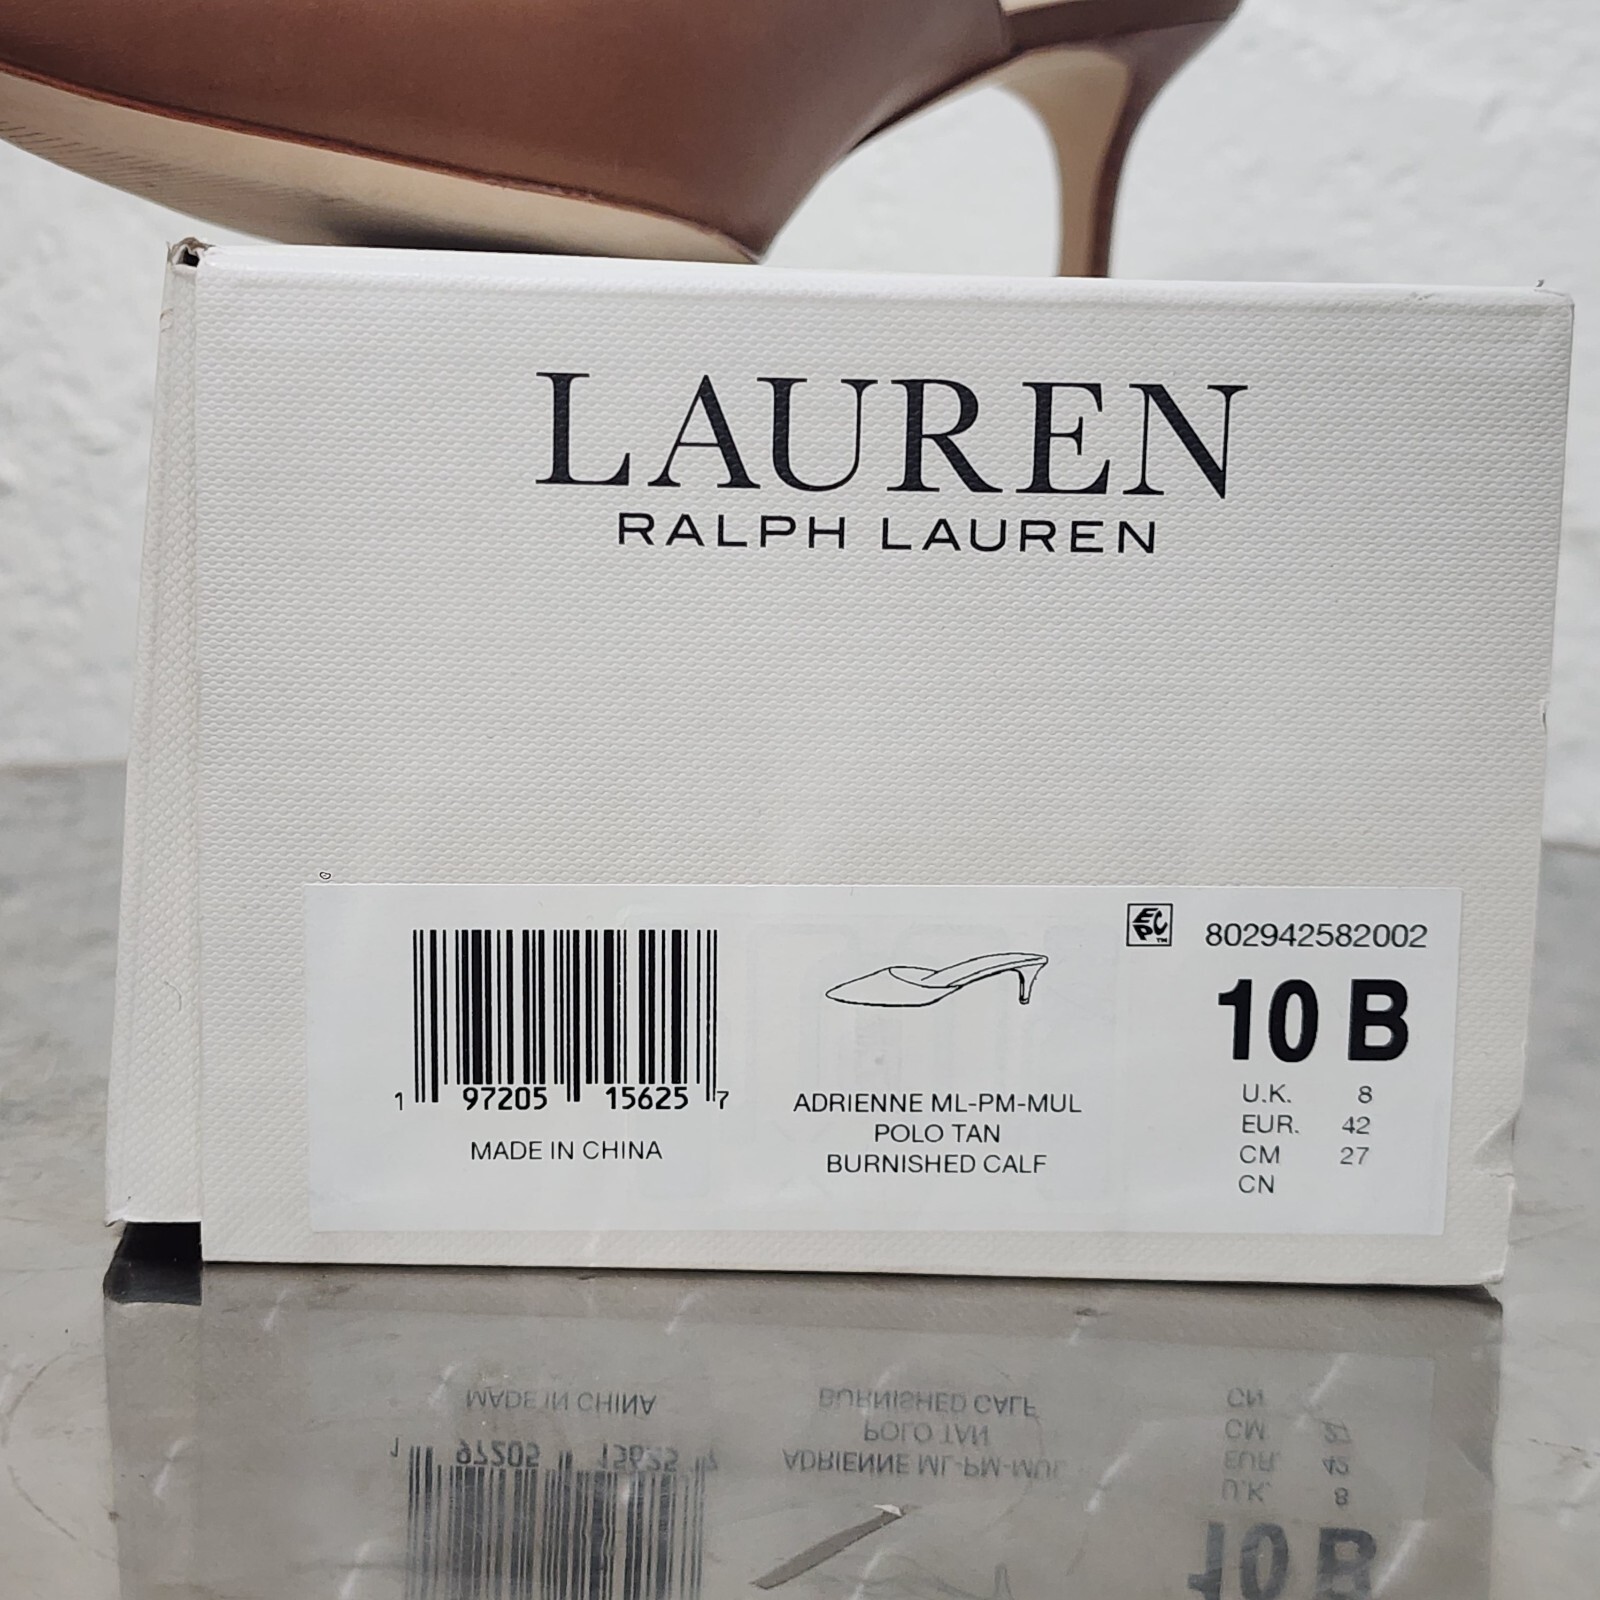 LAUREN
RALPH LAUREN
EPC™ 802942582002
10 B
U.K. 8
EUR. 42
CM 27
CN
1 97205 15625 7
MADE IN CHINA
ADRIENNE ML-PM-MUL
POLO TAN
BURNISHED CALF